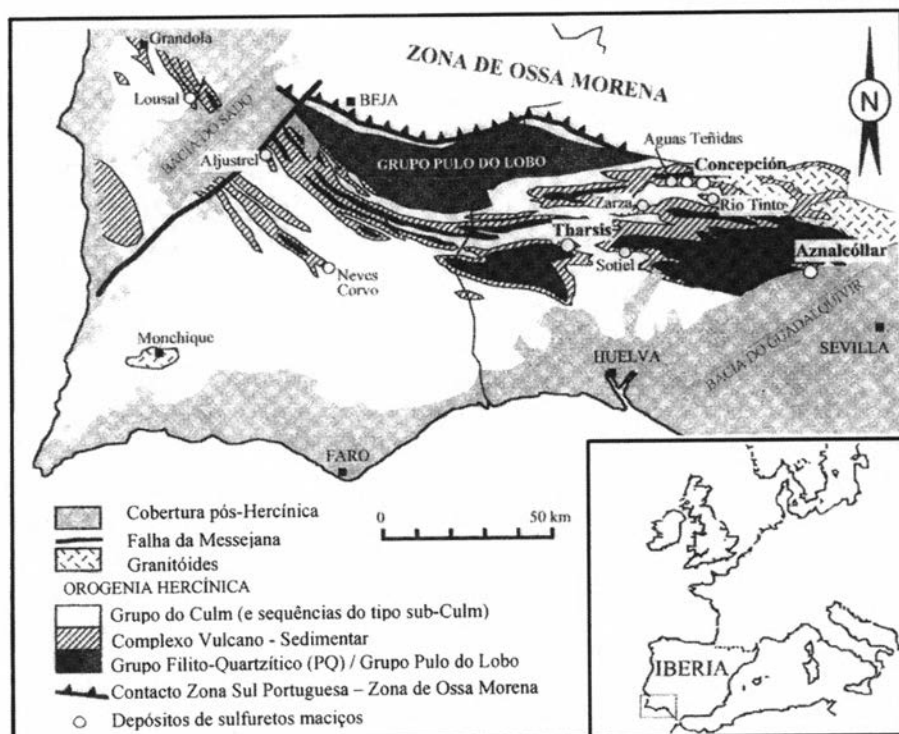 Grandola
ZONA DE OSSA MORENA
N
Lousal
BEJA
BACIA DO SADO
Aguas Teñidas
Aljustrel
GRUPO PULO DO LOBO
Concepción
Zarza
Rio Tinto
Tharsis
Aznalcóllar
Sotiel
Neves
Corvo
Monchique
HUELVA
BACIA DO GUADALQUIVIR
SEVILLA
FARO
0 50 km
Cobertura pós-Hercínica
Falha da Messejana
Granitóides
OROGENIA HERCÍNICA
Grupo do Culm (e sequências do tipo sub-Culm)
Complexo Vulcano - Sedimentar
Grupo Filito-Quartzítico (PQ) / Grupo Pulo do Lobo
Contacto Zona Sul Portuguesa – Zona de Ossa Morena
Depósitos de sulfuretos maciços
IBERIA